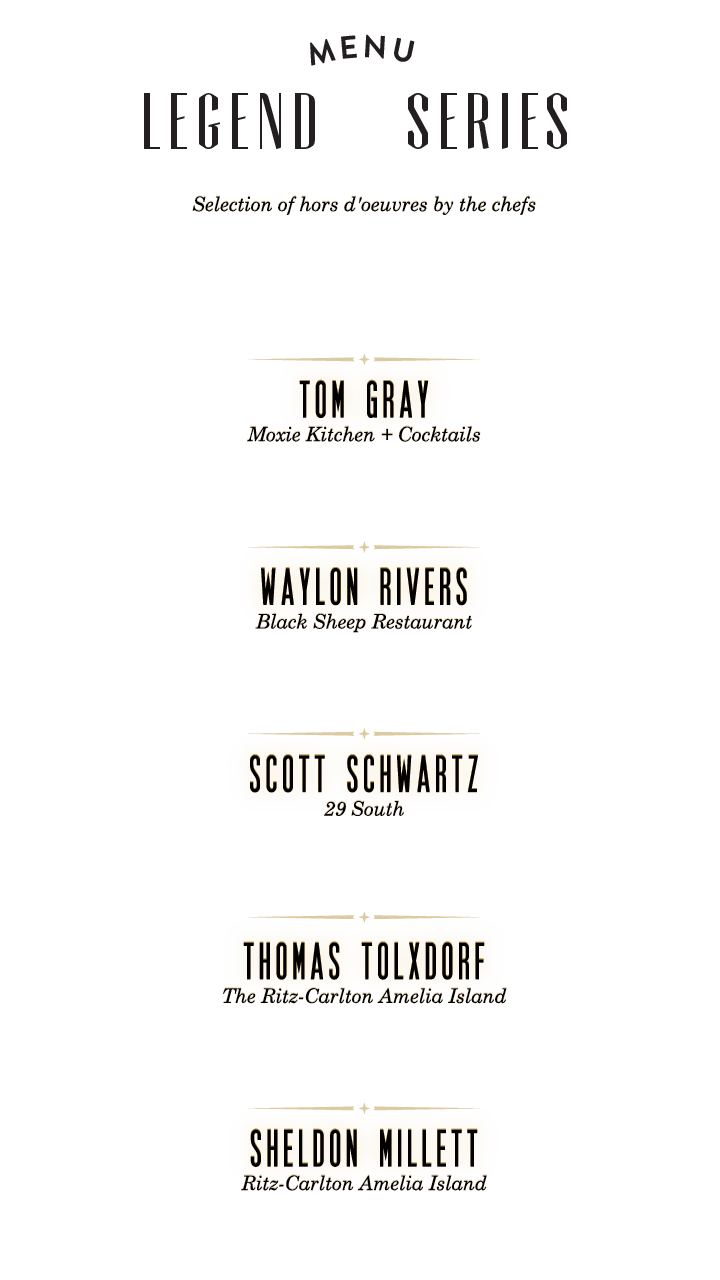 MENU
LEGEND SERIES
Selection of hors d'oeuvres by the chefs
TOM GRAY
Moxie Kitchen + Cocktails
WAYLON RIVERS
Black Sheep Restaurant
SCOTT SCHWARTZ
29 South
THOMAS TOLXDORF
The Ritz-Carlton Amelia Island
SHELDON MILLETT
Ritz-Carlton Amelia Island